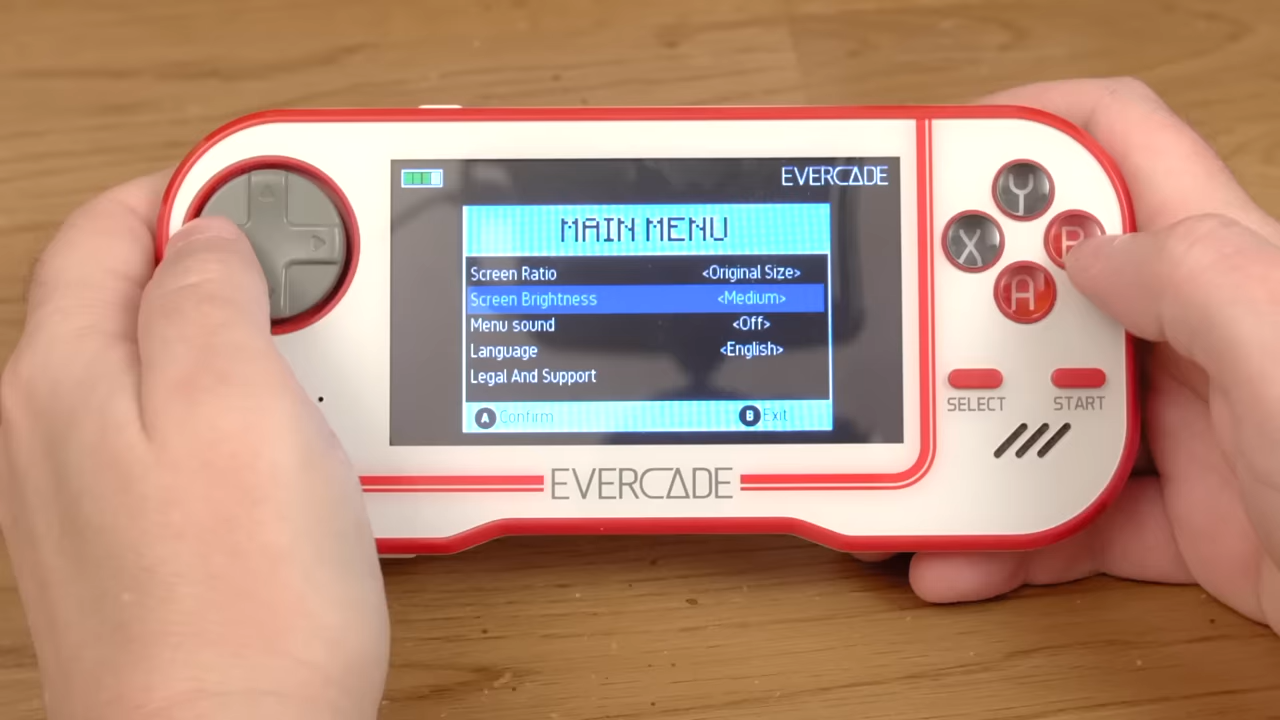 EVERCADE
MAIN MENU
Screen Ratio <Original Size>
Screen Brightness <Medium>
Menu sound <Off>
Language <English>
Legal And Support
A Confirm B Exit
Y
X B
A
SELECT START
EVERCADE